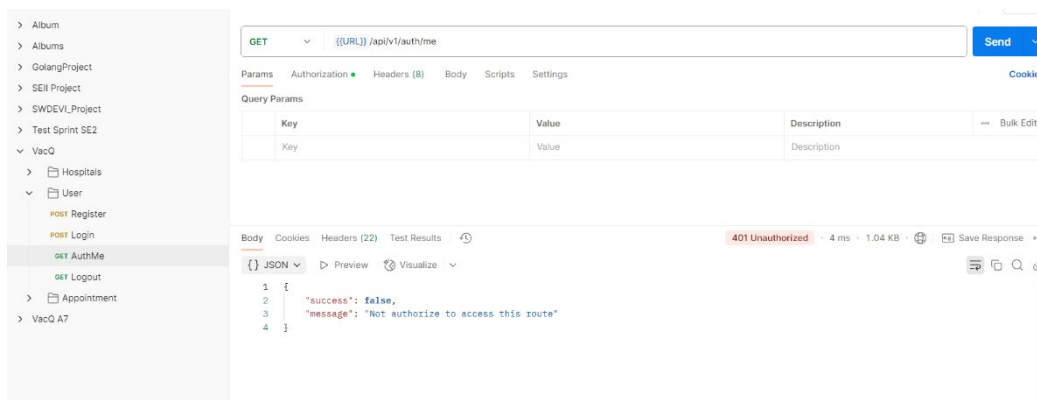 Album
Albums
GolangProject
SEII Project
SWDEVI_Project
Test Sprint SE2
VacQ
Hospitals
User
POST Register
POST Login
GET AuthMe
GET Logout
Appointment
VacQ A7
GET {{URL}} /api/v1/auth/me Send
Params Authorization Headers (8) Body Scripts Settings Cookie
Query Params
Key Value Description Bulk Edit
Key Value Description
Body Cookies Headers (22) Test Results 401 Unauthorized 4 ms 1.04 KB Save Response
{} JSON Preview Visualize
1 {
2 "success": false,
3 "message": "Not authorize to access this route"
4 }